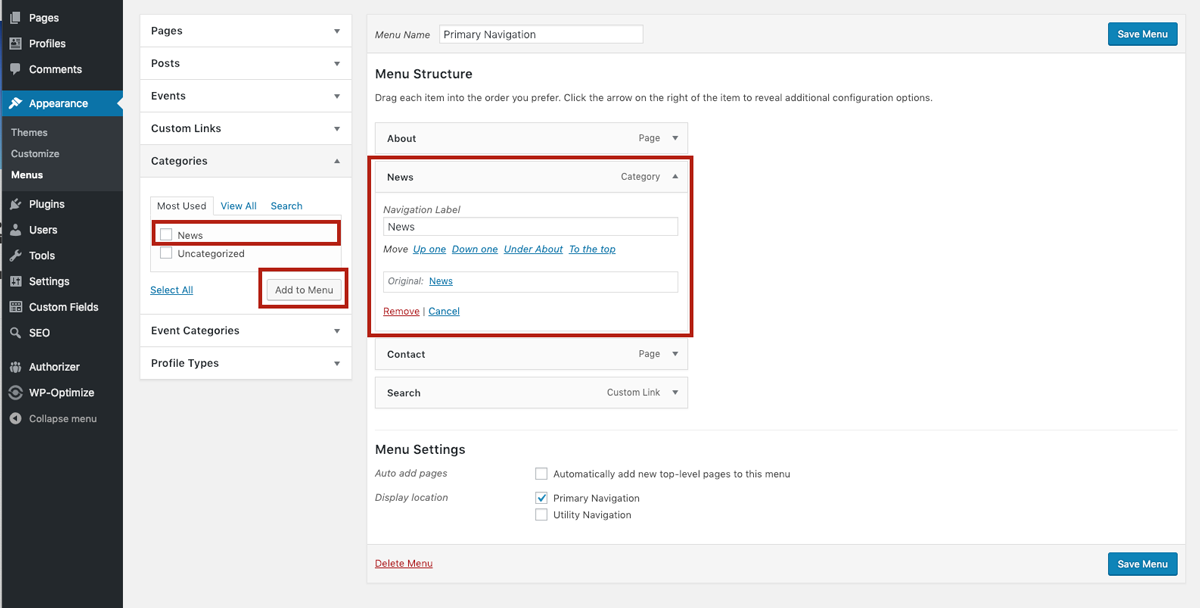 Pages
Profiles
Comments
Appearance
Themes
Customize
Menus
Plugins
Users
Tools
Settings
Custom Fields
SEO
Authorizer
WP-Optimize
Collapse menu
Pages
Posts
Events
Custom Links
Categories
Most Used View All Search
News
Uncategorized
Select All Add to Menu
Event Categories
Profile Types
Menu Name Primary Navigation Save Menu
Menu Structure
Drag each item into the order you prefer. Click the arrow on the right of the item to reveal additional configuration options.
About Page
News Category
Navigation Label
News
Move Up one Down one Under About To the top
Original: News
Remove | Cancel
Contact Page
Search Custom Link
Menu Settings
Auto add pages Automatically add new top-level pages to this menu
Display location Primary Navigation
Utility Navigation
Delete Menu Save Menu